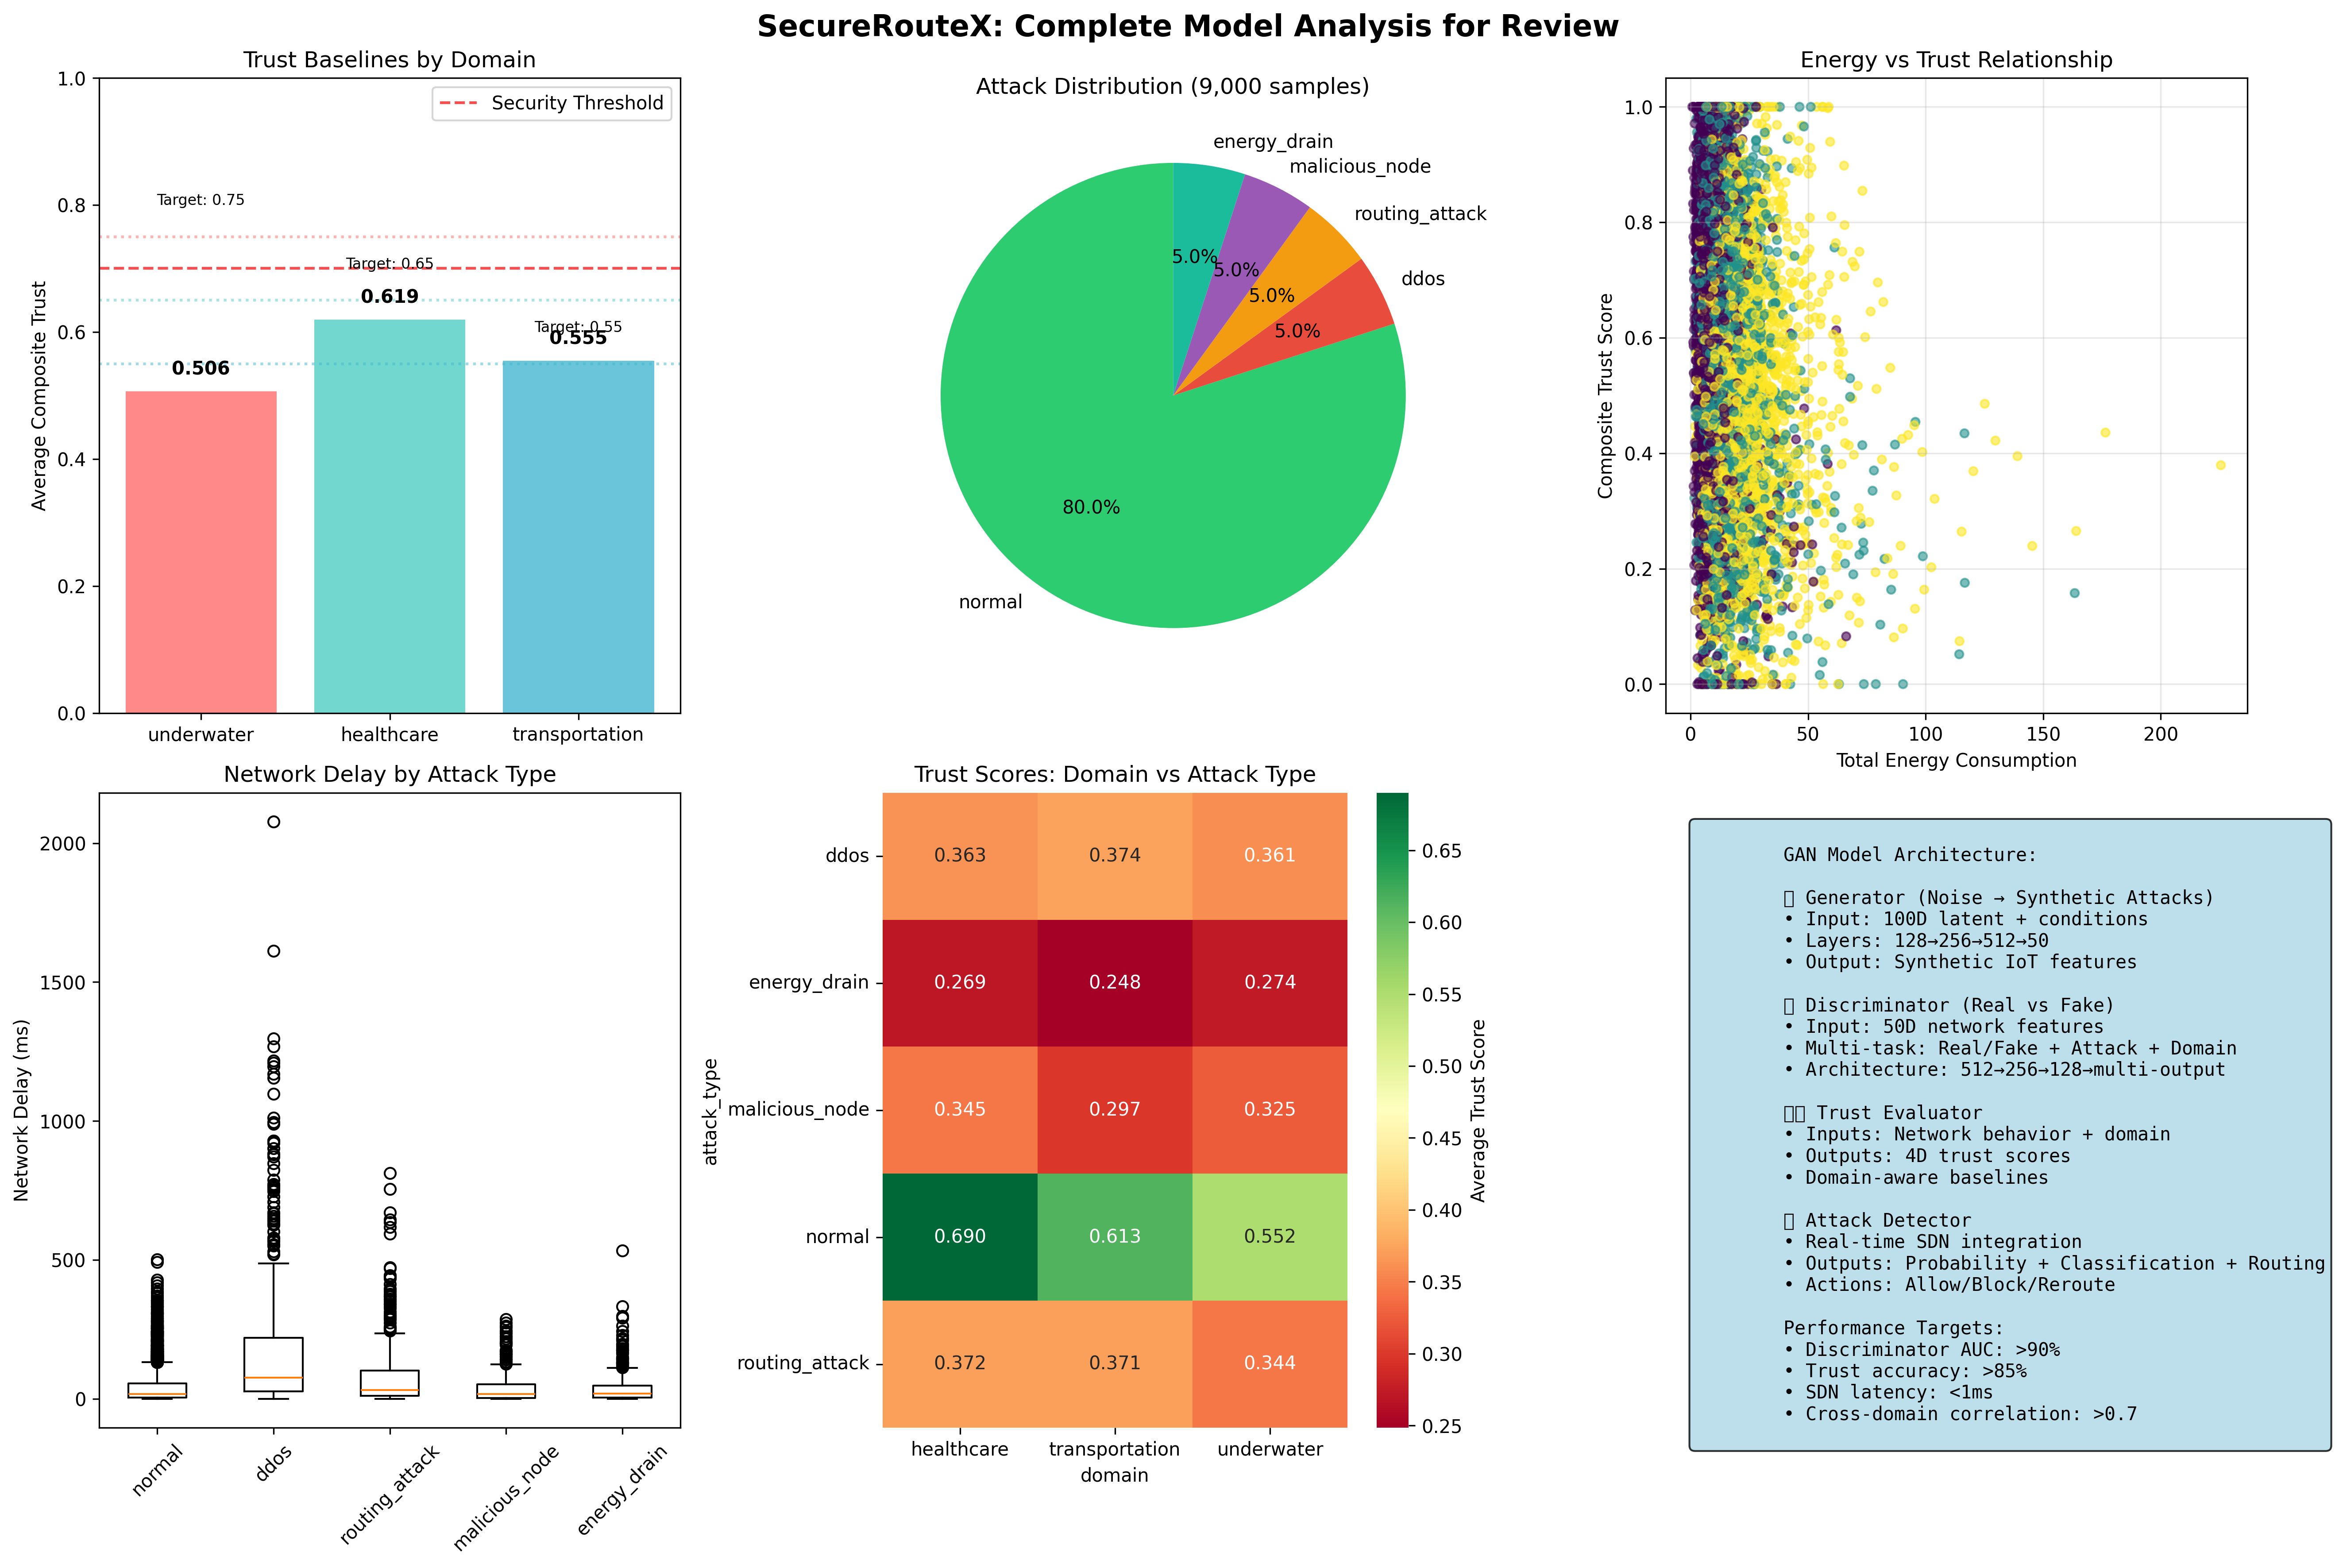 SecureRouteX: Complete Model Analysis for Review
Trust Baselines by Domain
Average Composite Trust
1.0
0.8
0.6
0.4
0.2
0.0
Security Threshold
Target: 0.75
Target: 0.65
Target: 0.55
0.506
0.619
0.555
underwater
healthcare
transportation
Attack Distribution (9,000 samples)
energy_drain
malicious_node
routing_attack
ddos
normal
5.0%
5.0%
5.0%
5.0%
80.0%
Energy vs Trust Relationship
Composite Trust Score
1.0
0.8
0.6
0.4
0.2
0.0
0 50 100 150 200
Total Energy Consumption
Network Delay by Attack Type
Network Delay (ms)
2000
1500
1000
500
0
normal
ddos
routing_attack
malicious_node
energy_drain
Trust Scores: Domain vs Attack Type
attack_type
ddos 0.363 0.374 0.361
energy_drain 0.269 0.248 0.274
malicious_node 0.345 0.297 0.325
normal 0.690 0.613 0.552
routing_attack 0.372 0.371 0.344
healthcare transportation underwater
domain
0.65
0.60
0.55
0.50
0.45
0.40
0.35
0.30
0.25
Average Trust Score
GAN Model Architecture:
Generator (Noise → Synthetic Attacks)
• Input: 100D latent + conditions
• Layers: 128→256→512→50
• Output: Synthetic IoT features
Discriminator (Real vs Fake)
• Input: 50D network features
• Multi-task: Real/Fake + Attack + Domain
• Architecture: 512→256→128→multi-output
Trust Evaluator
• Inputs: Network behavior + domain
• Outputs: 4D trust scores
• Domain-aware baselines
Attack Detector
• Real-time SDN integration
• Outputs: Probability + Classification + Routing
• Actions: Allow/Block/Reroute
Performance Targets:
• Discriminator AUC: >90%
• Trust accuracy: >85%
• SDN latency: <1ms
• Cross-domain correlation: >0.7